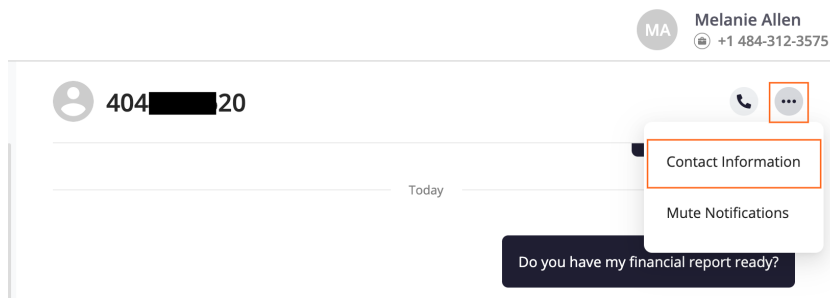 MA
Melanie Allen
+1 484-312-3575
404 20
Contact Information
Today
Mute Notifications
Do you have my financial report ready?